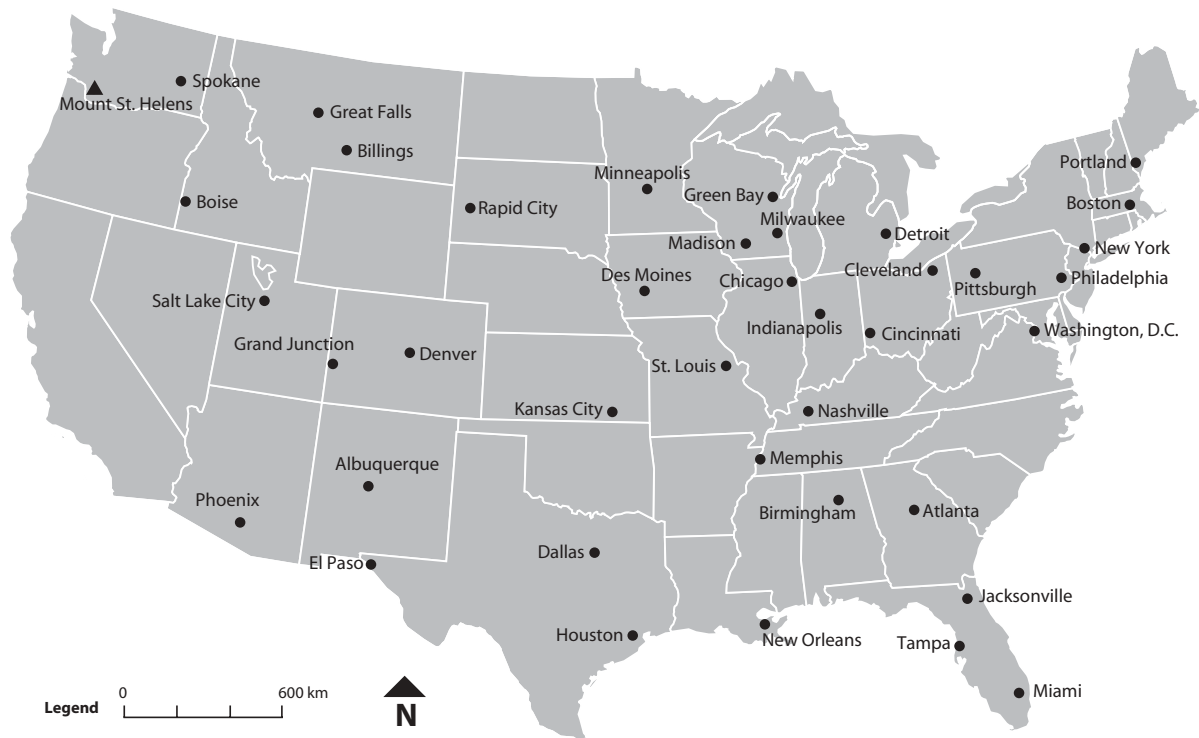 Spokane
Mount St. Helens
Great Falls
Billings
Boise
Minneapolis
Portland
Rapid City
Green Bay
Boston
Milwaukee
Madison
Detroit
New York
Des Moines
Chicago
Cleveland
Pittsburgh
Philadelphia
Salt Lake City
Indianapolis
Cincinnati
Washington, D.C.
Grand Junction
Denver
St. Louis
Kansas City
Nashville
Memphis
Albuquerque
Phoenix
Birmingham
Atlanta
Dallas
El Paso
Jacksonville
Houston
New Orleans
Tampa
Miami
0 600 km
Legend
N